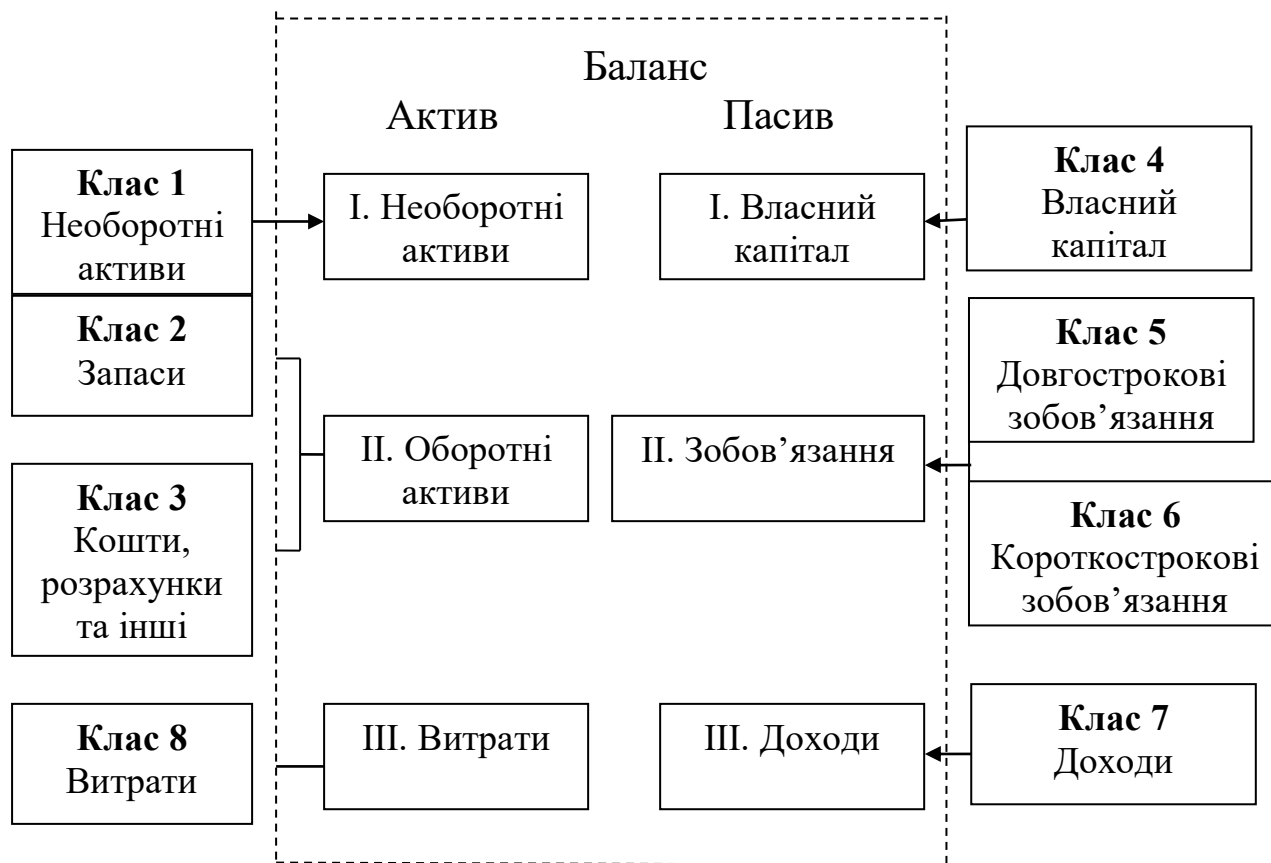 Баланс
Актив
Пасив
Клас 1
Необоротні
активи
І. Необоротні
активи
І. Власний
капітал
Клас 4
Власний
капітал
Клас 2
Запаси
Клас 5
Довгострокові
зобов’язання
ІІ. Оборотні
активи
ІІ. Зобов’язання
Клас 3
Кошти,
розрахунки
та інші
Клас 6
Короткострокові
зобов’язання
Клас 8
Витрати
ІІІ. Витрати
ІІІ. Доходи
Клас 7
Доходи